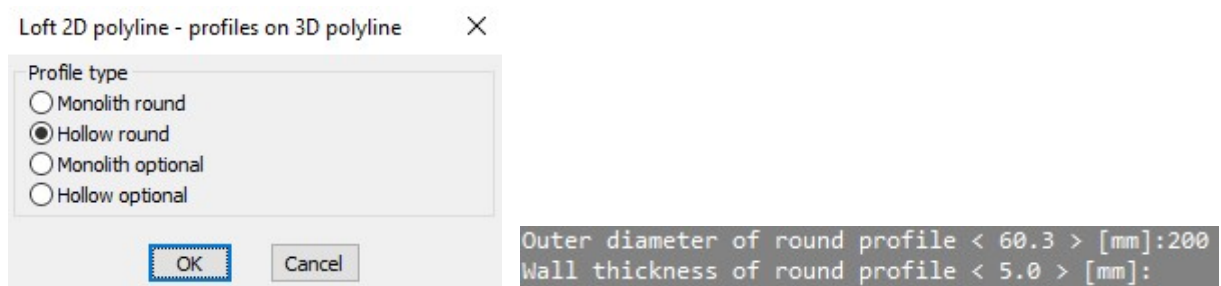 Loft 2D polyline - profiles on 3D polyline
Profile type
Monolith round
Hollow round
Monolith optional
Hollow optional
OK
Cancel
Outer diameter of round profile < 60.3 > [mm]:200
Wall thickness of round profile < 5.0 > [mm]: